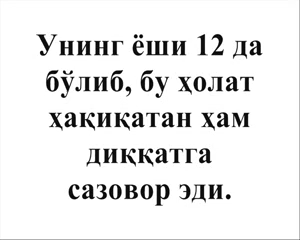 Унинг ёши 12 да
бўлиб, бу ҳолат
ҳақиқатан ҳам
диққатга
сазовор эди.